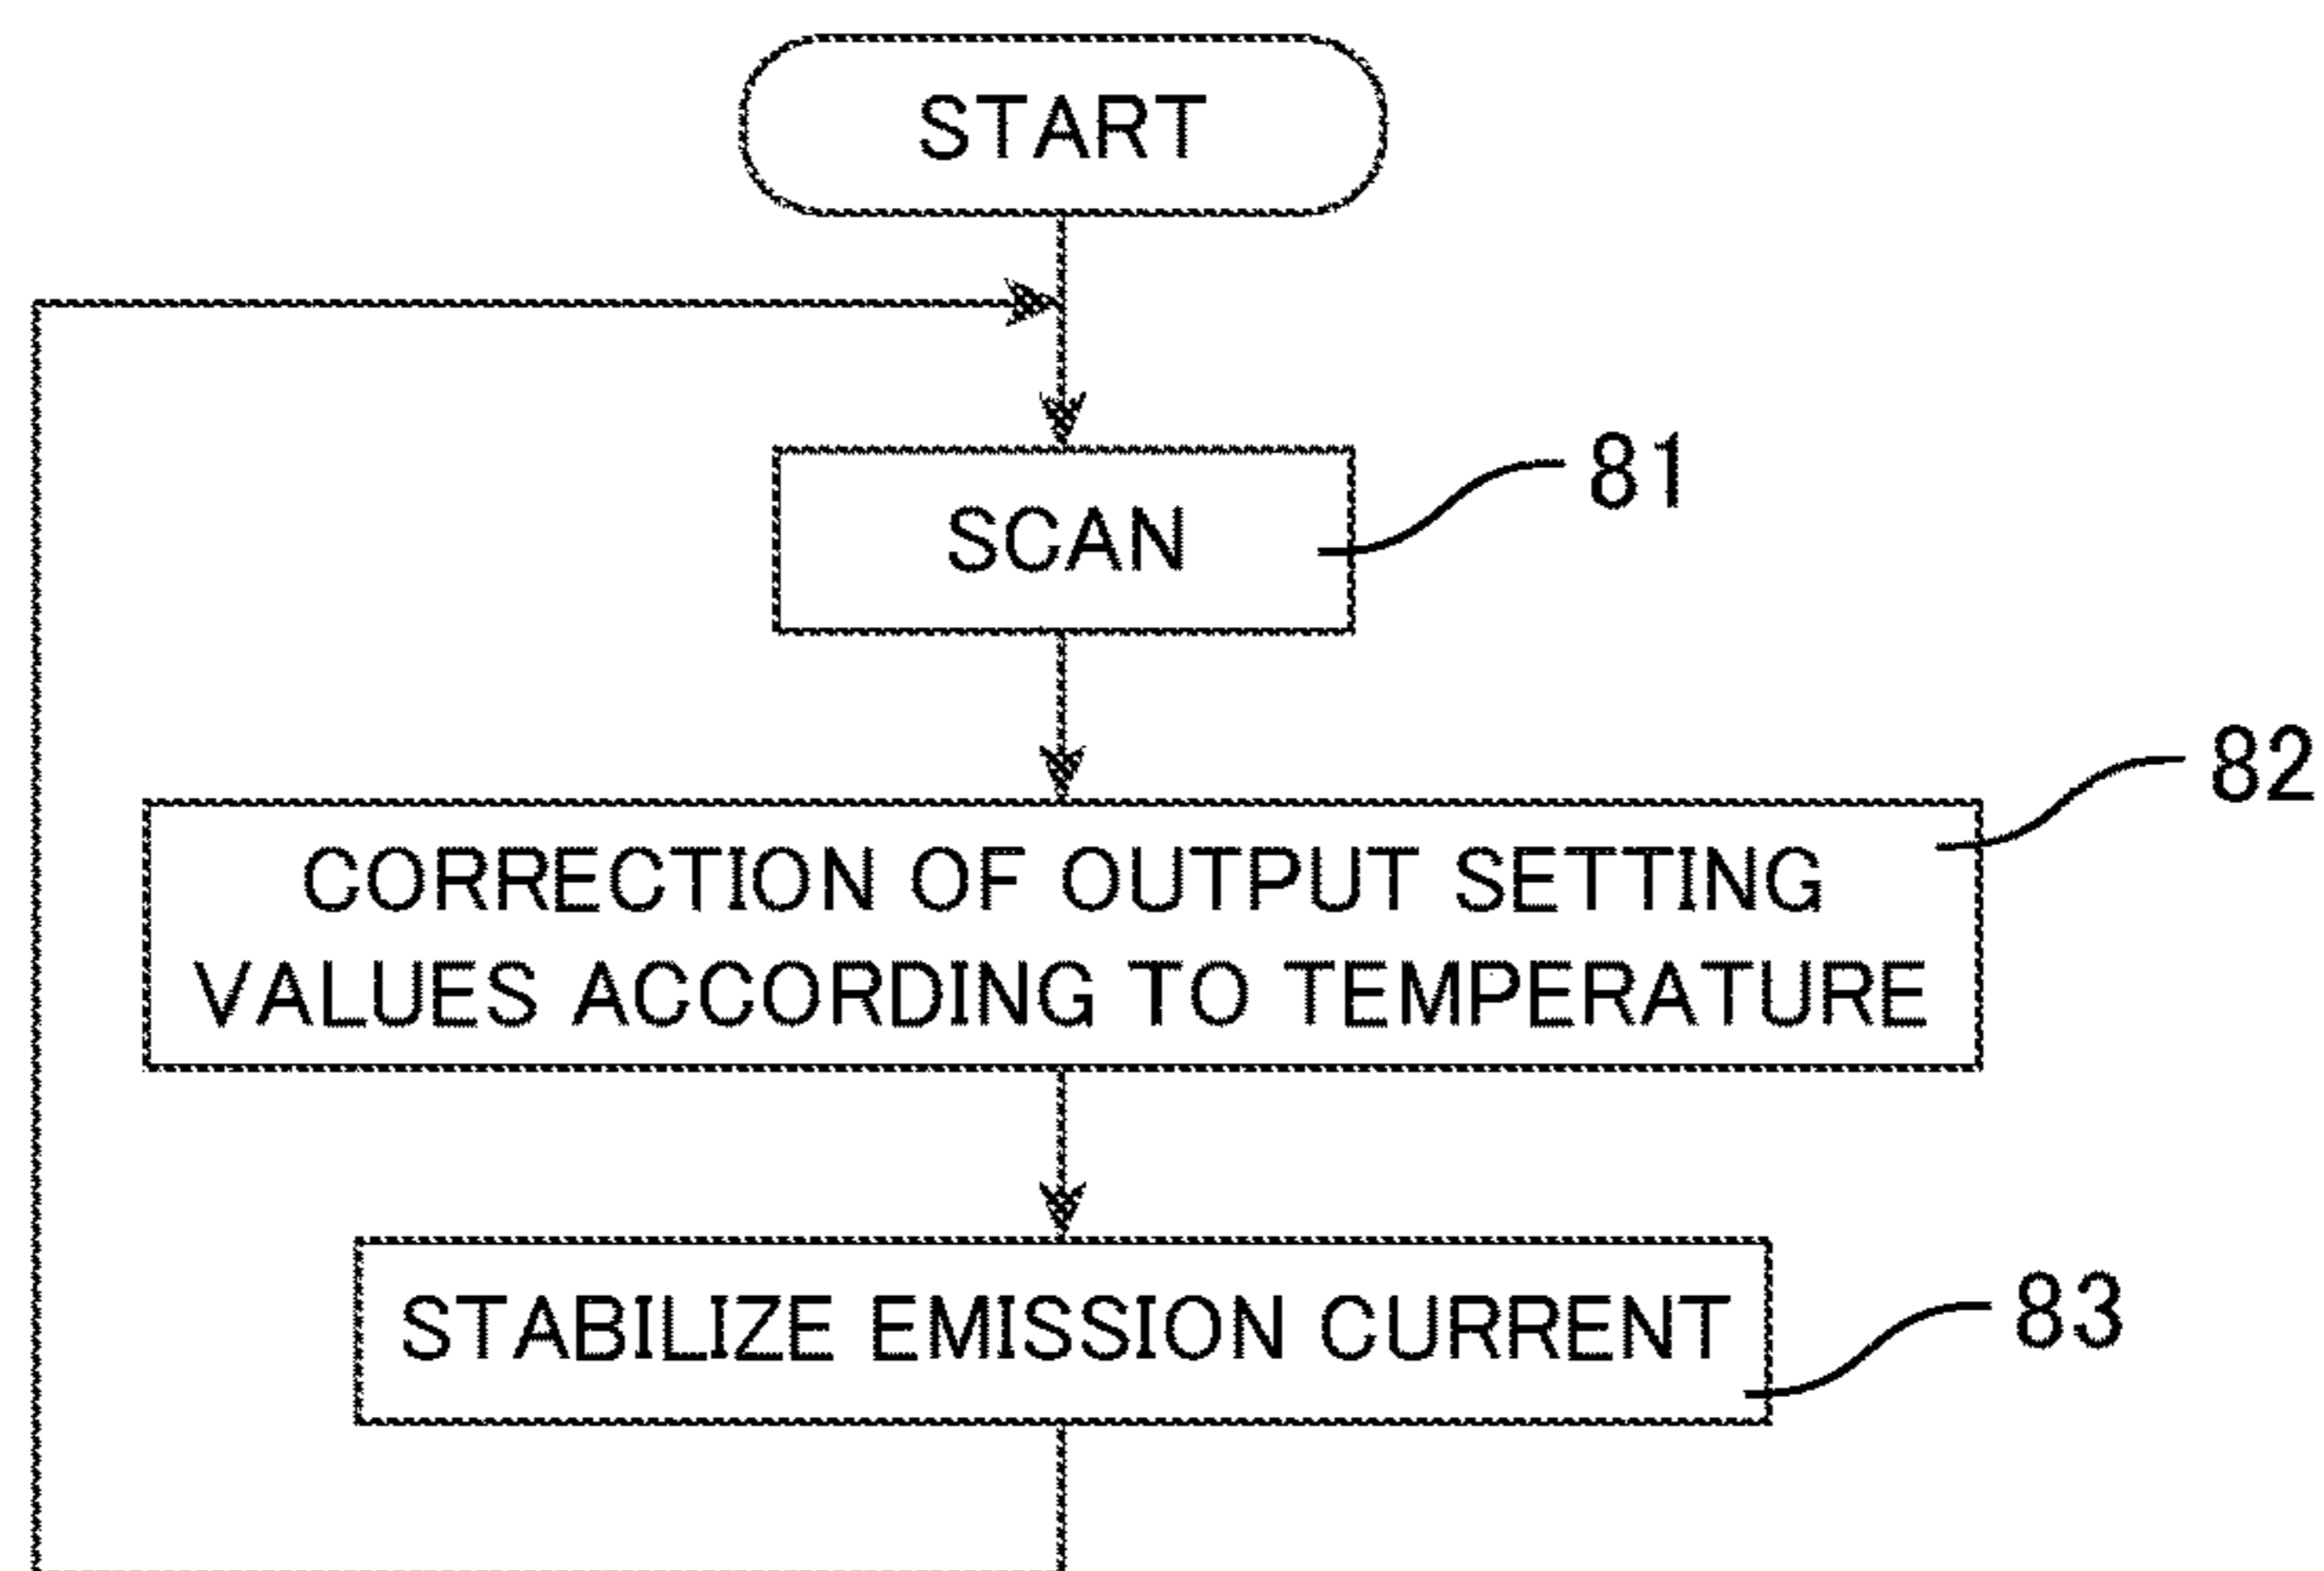 START
SCAN
81
82
CORRECTION OF OUTPUT SETTING
VALUES ACCORDING TO TEMPERATURE
STABILIZE EMISSION CURRENT
83